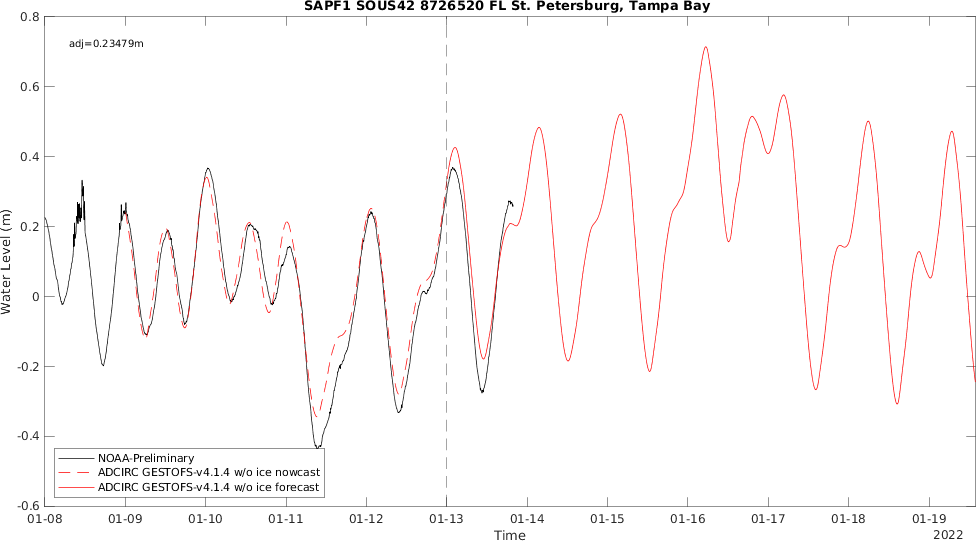 SAPF1 SOUS42 8726520 FL St. Petersburg, Tampa Bay
adj=0.23479m
0.8
0.6
0.4
0.2
0
-0.2
-0.4
-0.6
Water Level (m)
NOAA-Preliminary
ADCIRC GESTOFS-v4.1.4 w/o ice nowcast
ADCIRC GESTOFS-v4.1.4 w/o ice forecast
01-08 01-09 01-10 01-11 01-12 01-13 01-14 01-15 01-16 01-17 01-18 01-19
Time
2022